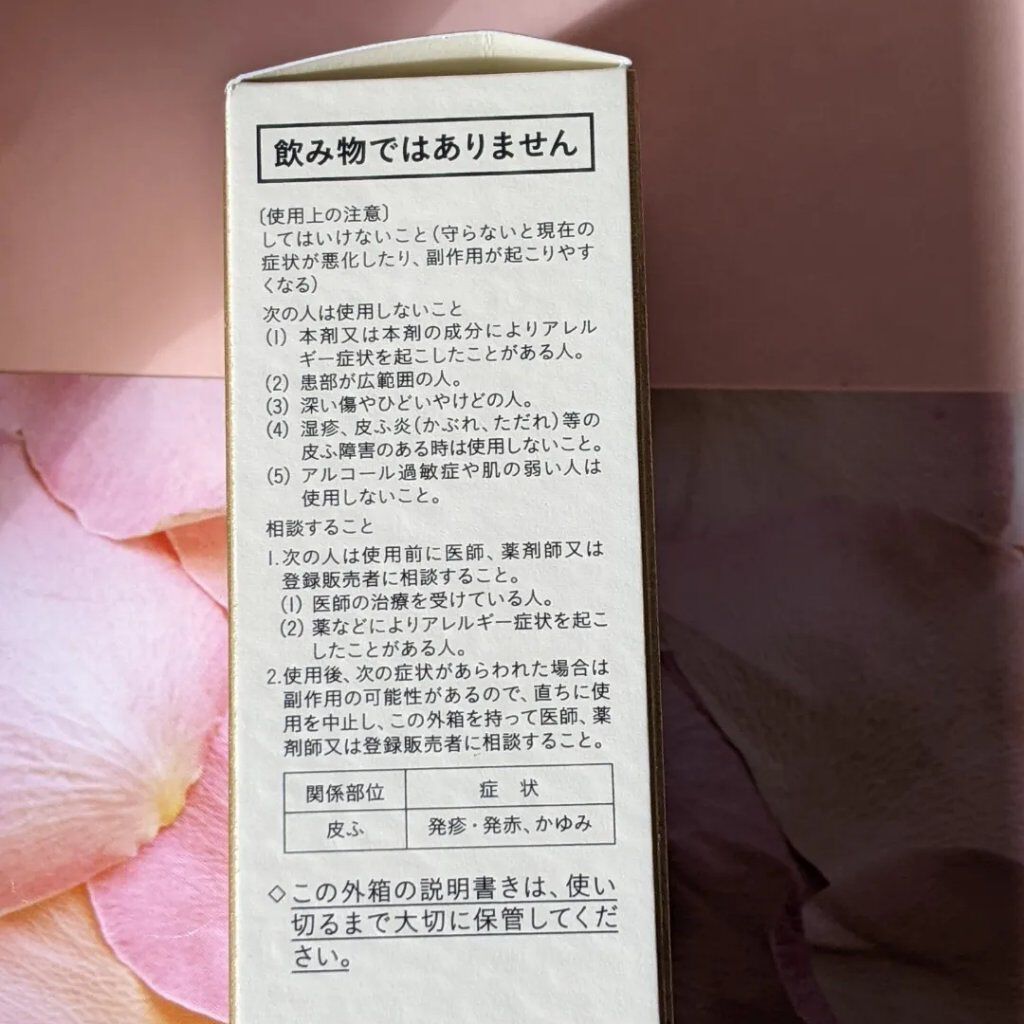 飲み物ではありません
〔使用上の注意〕
してはいけないこと(守らないと現在の
症状が悪化したり、副作用が起こりやす
くなる)
次の人は使用しないこと
(1) 本剤又は本剤の成分によりアレル
ギー症状を起こしたことがある人。
(2) 患部が広範囲の人。
(3) 深い傷やひどいやけどの人。
(4) 湿疹、皮ふ炎(かぶれ、ただれ)等の
皮ふ障害のある時は使用しないこと。
(5) アルコール過敏症や肌の弱い人は
使用しないこと。
相談すること
1.次の人は使用前に医師、薬剤師又は
登録販売者に相談すること。
(1) 医師の治療を受けている人。
(2) 薬などによりアレルギー症状を起こ
したことがある人。
2.使用後、次の症状があらわれた場合は
副作用の可能性があるので、直ちに使
用を中止し、この外箱を持って医師、薬
剤師又は登録販売者に相談すること。
関係部位 症 状
皮ふ 発疹・発赤、かゆみ
◇この外箱の説明書きは、使い
切るまで大切に保管してくだ
さい。